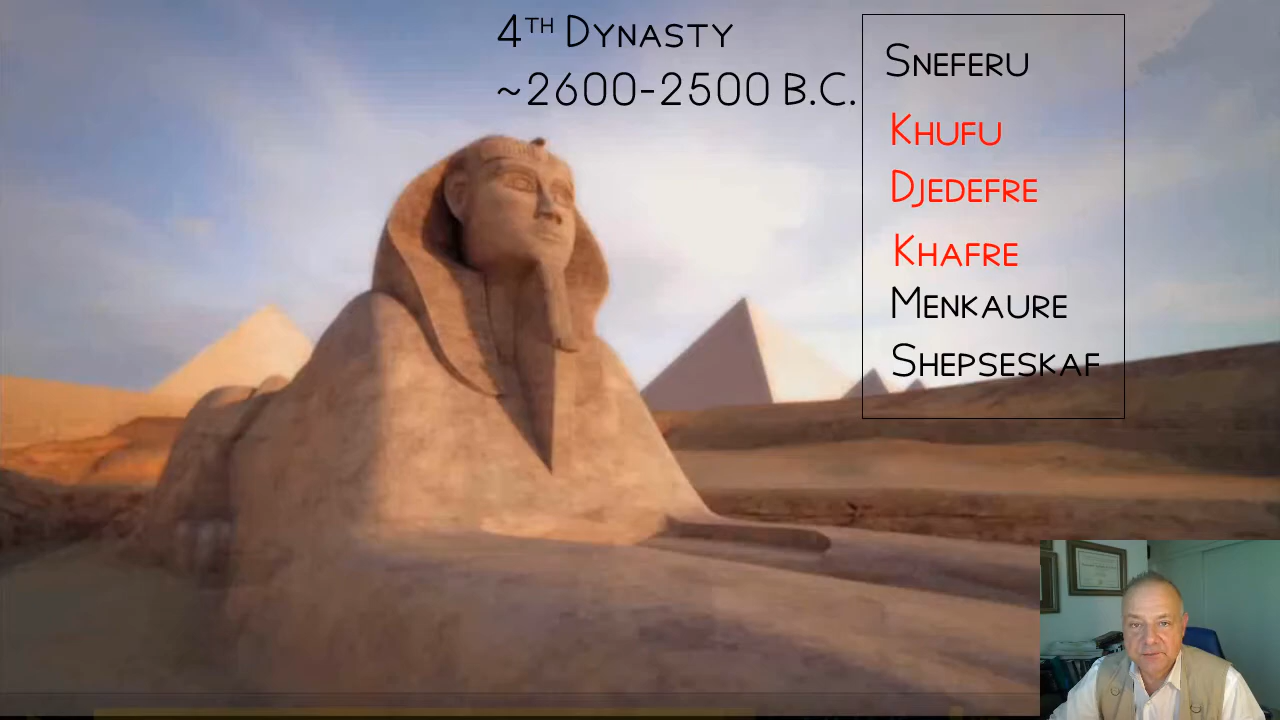 4TH DYNASTY
~2600-2500 B.C.
SNEFERU
KHUFU
DJEDEFRE
KHAFRE
MENKAURE
SHEPSESKAF